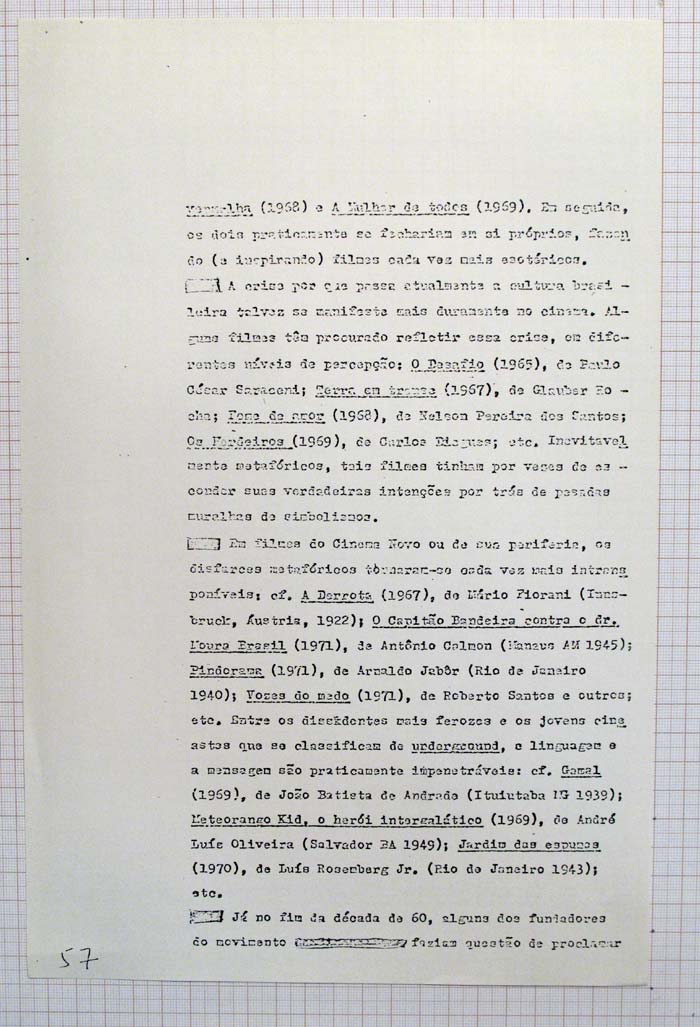 vermelha (1968) e A Mulher de todos (1969). Em seguida,
os dois praticamente se fechariam em si próprios, fazen
do (e inspirando) filmes cada vez mais esotéricos.
A crise por que passa atualmente a cultura brasi -
leira talvez se manifeste mais duramente no cinema. Al-
guns filmes têm procurado refletir essa crise, em dife-
rentes níveis de percepção: O Desafio (1965), de Paulo
César Saraceni; Terra em transe (1967), de Glauber Ro -
cha; Fome de amor (1968), de Nelson Pereira dos Santos;
Os Herdeiros (1969), de Carlos Diegues; etc. Inevitavel
mente metafóricos, tais filmes tinham por vezes de es -
conder suas verdadeiras intenções por trás de pesadas
muralhas de simbolismos.
Em filmes do Cinema Novo ou de sua periferia, os
disfarces metafóricos tornaram-se cada vez mais intrans
poníveis: cf. A Derrota (1967), de Mário Fiorani (Inns-
bruck, Áustria, 1922); O Capitão Bandeira contra o dr.
Moura Brasil (1971), de Antônio Calmon (Manaus AM 1945);
Pindorama (1971), de Arnaldo Jabôr (Rio de Janeiro
1940); Vozes do medo (1971), de Roberto Santos e outros;
etc. Entre os dissidentes mais ferozes e os jovens cine
astas que se classificam de underground, a linguagem e
a mensagem são praticamente impenetráveis: cf. Gamal
(1969), de João Batista de Andrade (Ituiutaba MG 1939);
Meteorango Kid, o herói intergalático (1969), de André
Luís Oliveira (Salvador BA 1949); Jardim das espumas
(1970), de Luís Rosemberg Jr. (Rio de Janeiro 1943);
etc.
Já no fim da década de 60, alguns dos fundadores
do movimento faziam questão de proclamar
57